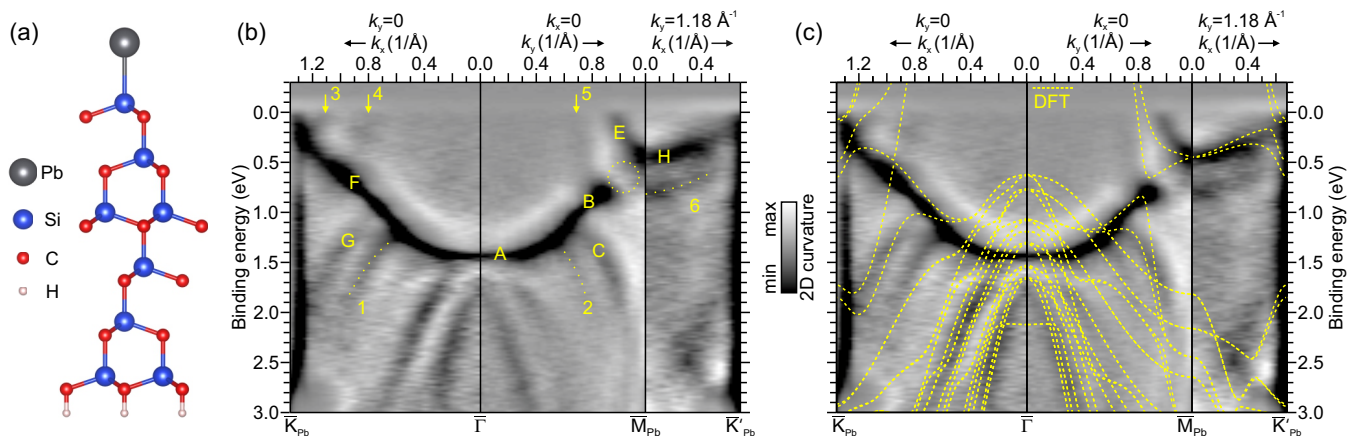 (a)
Pb
Si
C
H
(b)
k_y=0
k_x=0
k_y=1.18 Å⁻¹
← k_x (1/Å)
k_y (1/Å) →
k_x (1/Å) →
1.2 0.8 0.4 0.0 0.4 0.8 0.0 0.4
3 4 5
E
H
F
B
6
G
A
C
1
2
Binding energy (eV)
0.0
0.5
1.0
1.5
2.0
2.5
3.0
K̅_Pb Γ̅ M̅_Pb K̅'_Pb
min max
2D curvature
(c)
k_y=0
k_x=0
k_y=1.18 Å⁻¹
← k_x (1/Å)
k_y (1/Å) →
k_x (1/Å) →
1.2 0.8 0.4 0.0 0.4 0.8 0.0 0.4
DFT
0.0
0.5
1.0
1.5
2.0
2.5
3.0
Binding energy (eV)
K̅_Pb Γ̅ M̅_Pb K̅'_Pb